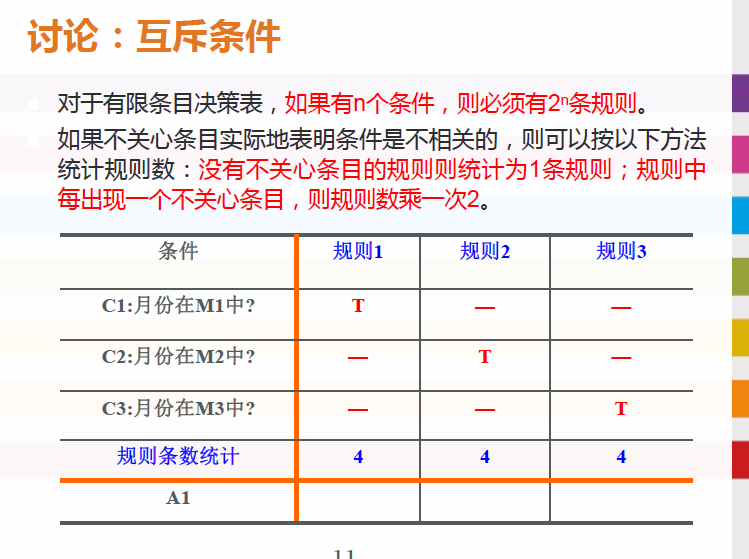 讨论：互斥条件
对于有限条目决策表，如果有n个条件，则必须有2ⁿ条规则。
如果不关心条目实际地表明条件是不相关的，则可以按以下方法
统计规则数：没有不关心条目的规则则统计为1条规则；规则中
每出现一个不关心条目，则规则数乘一次2。
条件 规则1 规则2 规则3
C1:月份在M1中? T — —
C2:月份在M2中? — T —
C3:月份在M3中? — — T
规则条数统计 4 4 4
A1
11